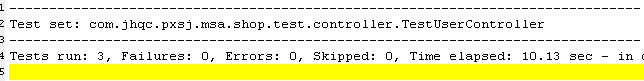 1 -------------------------------------------------------------------------------
2 Test set: com.jhqc.pxsj.msa.shop.test.controller.TestUserController
3 -------------------------------------------------------------------------------
4 Tests run: 3, Failures: 0, Errors: 0, Skipped: 0, Time elapsed: 10.13 sec - in
5